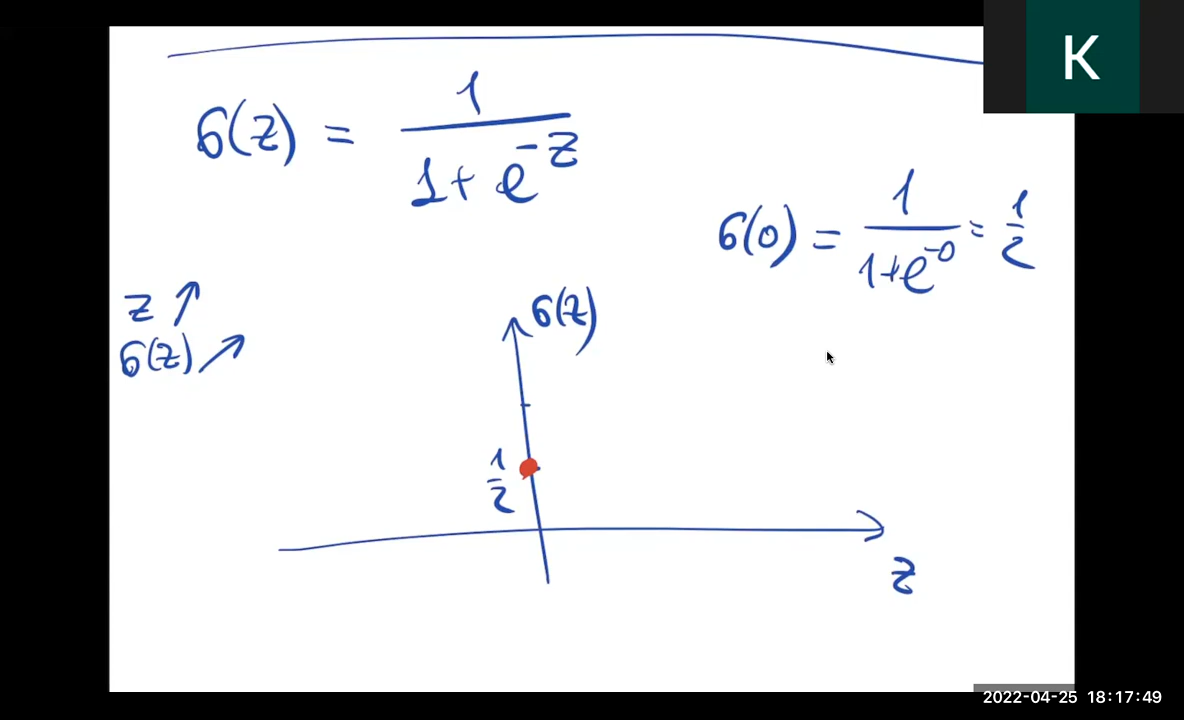 K
σ(z) = 1/(1 + e^-z)
σ(0) = 1/(1+e^-0) = 1/2
z ↑
σ(z) ↗
σ(z)
1/2
z
2022-04-25 18:17:49